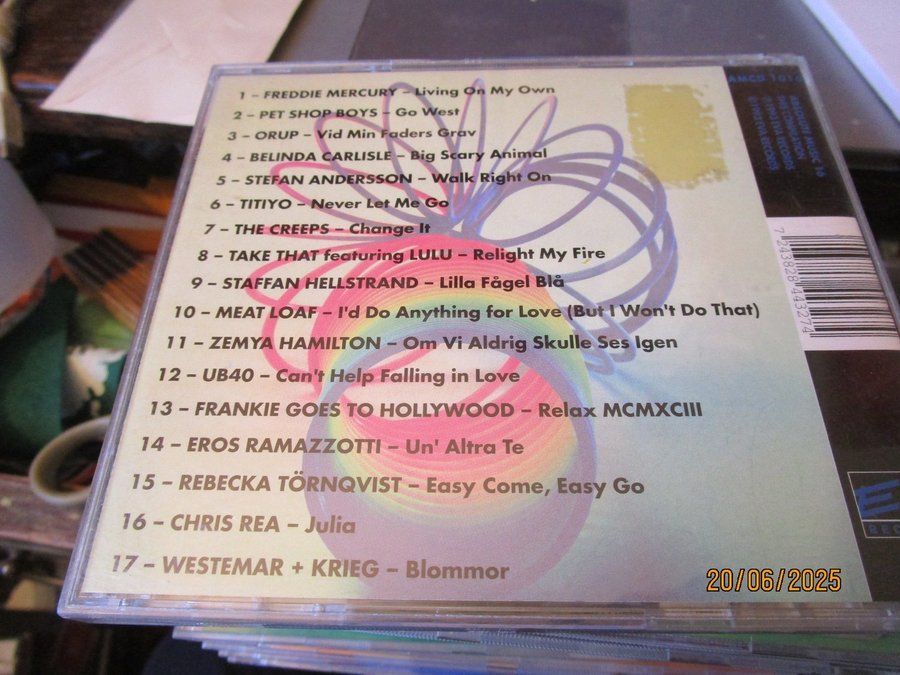 1 – FREDDIE MERCURY – Living On My Own
2 – PET SHOP BOYS – Go West
3 – ORUP – Vid Min Faders Grav
4 – BELINDA CARLISLE – Big Scary Animal
5 – STEFAN ANDERSSON – Walk Right On
6 – TITIYO – Never Let Me Go
7 – THE CREEPS – Change It
8 – TAKE THAT featuring LULU – Relight My Fire
9 – STAFFAN HELLSTRAND – Lilla Fågel Blå
10 – MEAT LOAF – I'd Do Anything for Love (But I Won't Do That)
11 – ZEMYA HAMILTON – Om Vi Aldrig Skulle Ses Igen
12 – UB40 – Can't Help Falling in Love
13 – FRANKIE GOES TO HOLLYWOOD – Relax MCMXCIII
14 – EROS RAMAZZOTTI – Un' Altra Te
15 – REBECKA TÖRNQVIST – Easy Come, Easy Go
16 – CHRIS REA – Julia
17 – WESTEMAR + KRIEG – Blommor
AMCD 1016
7 243828 443274
20/06/2025